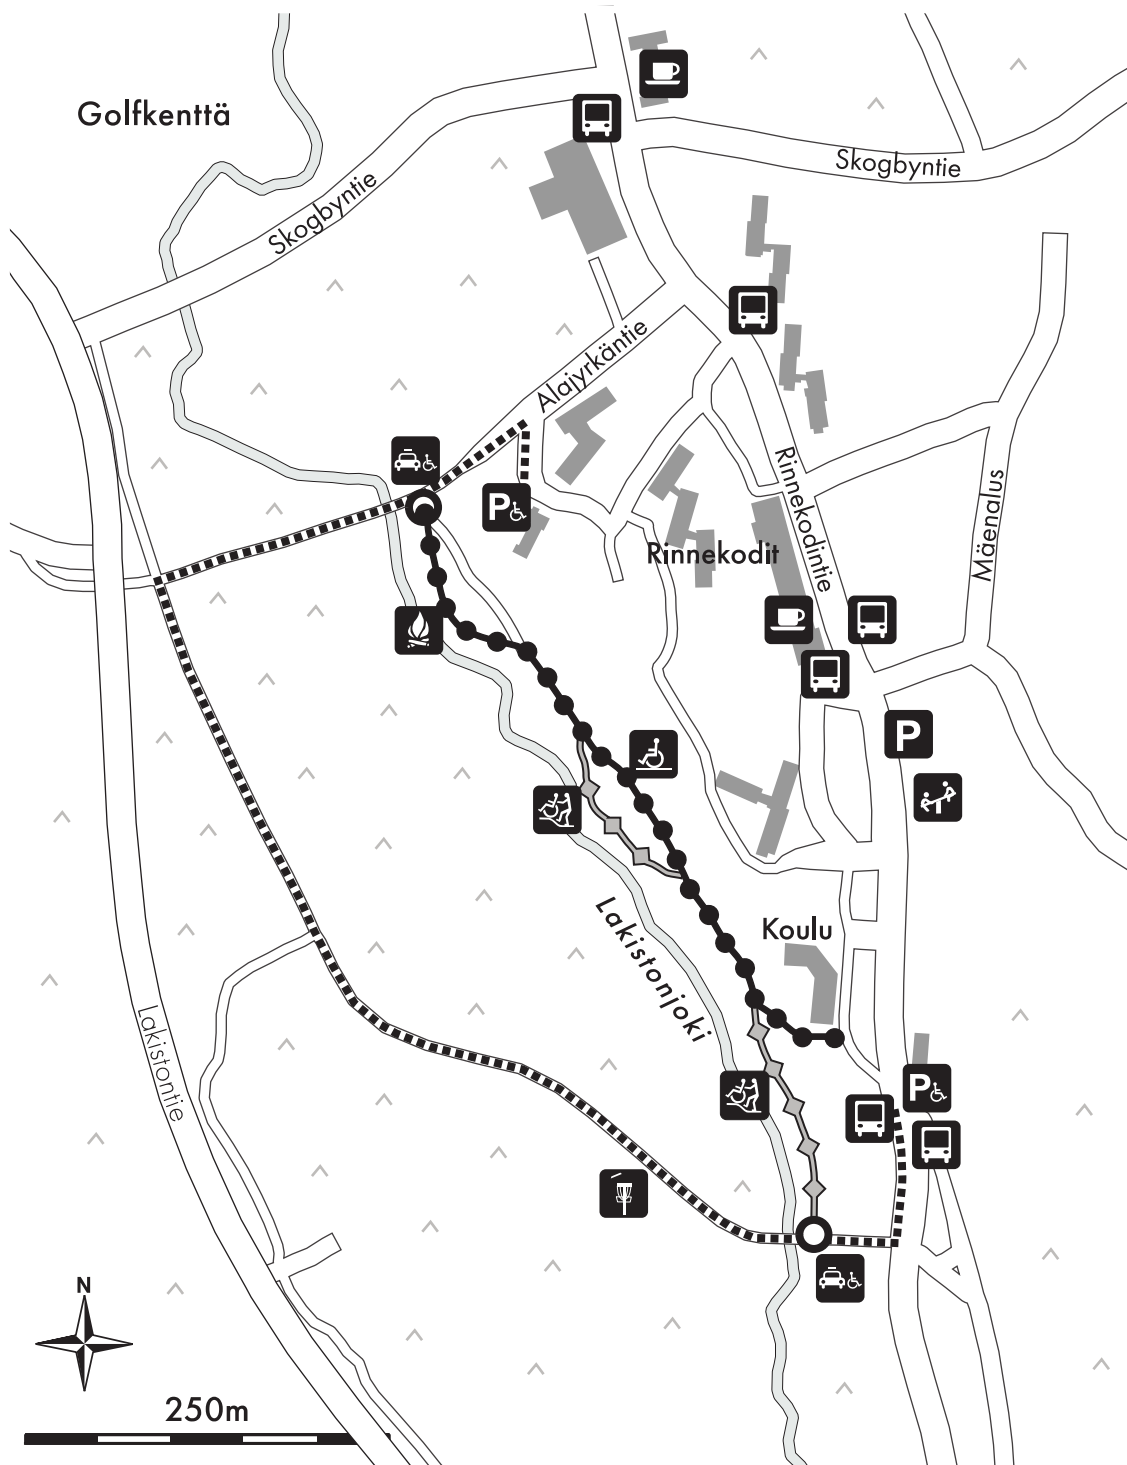 Golfkenttä
Skogbyntie
Skogbyntie
Alajyrkäntie
P
Rinnekodintie
Mäenalus
Rinnekodit
P
Lakistonjoki
Koulu
Lakistontie
P
N
250m